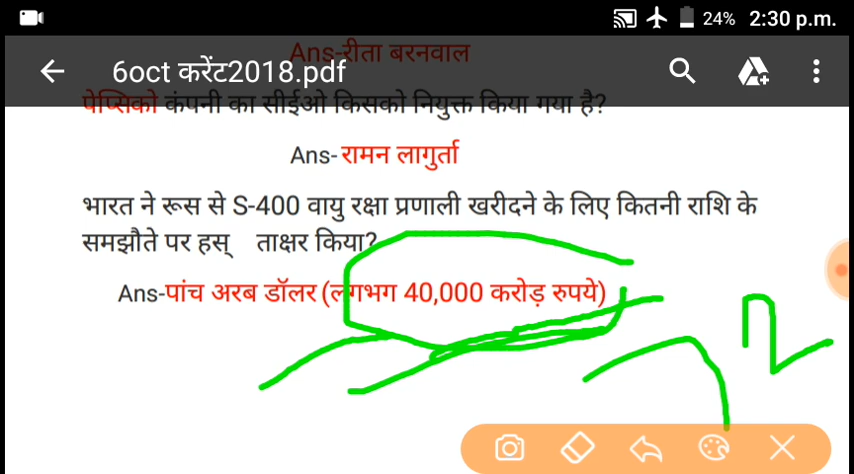 24% 2:30 p.m.
Ans-रीता बरनवाल
6oct करेंट2018.pdf
पेप्सिको कंपनी का सीईओ किसको नियुक्त किया गया है?
Ans-रामन लागुर्ता
भारत ने रूस से S-400 वायु रक्षा प्रणाली खरीदने के लिए कितनी राशि के
समझौते पर हस् ताक्षर किया?
Ans-पांच अरब डॉलर (लगभग 40,000 करोड़ रुपये)